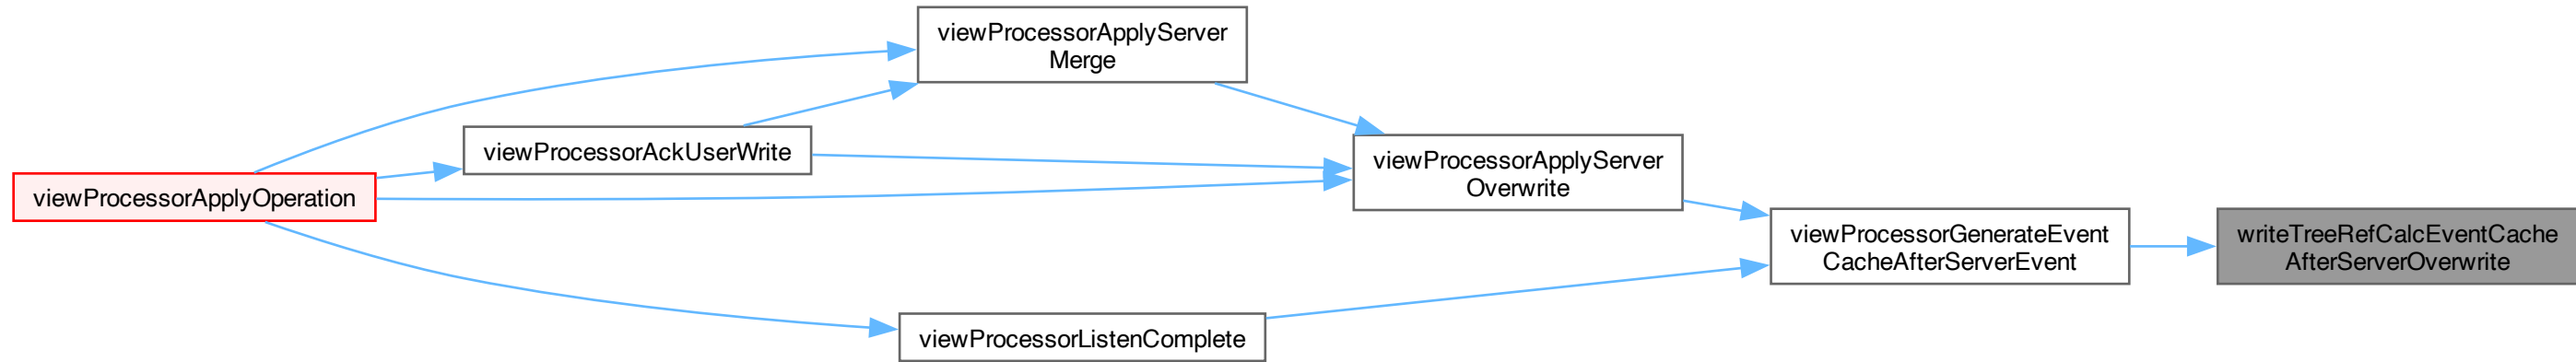 viewProcessorApplyServer
Merge
viewProcessorAckUserWrite
viewProcessorApplyOperation
viewProcessorApplyServer
Overwrite
viewProcessorGenerateEvent
CacheAfterServerEvent
writeTreeRefCalcEventCache
AfterServerOverwrite
viewProcessorListenComplete